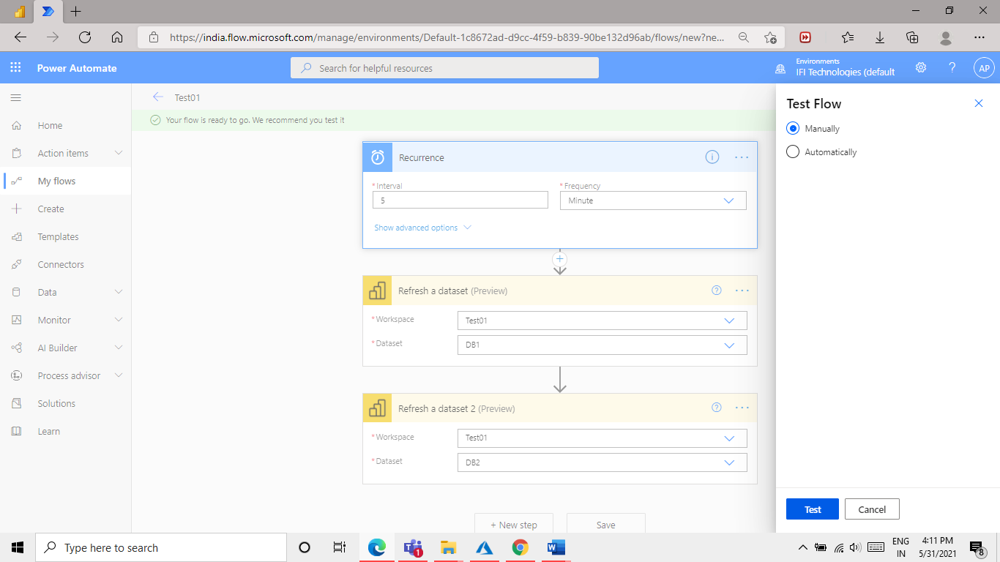 https://india.flow.microsoft.com/manage/environments/Default-1c8672ad-d9cc-4f59-b839-90be132d96ab/flows/new?ne...
Power Automate
Search for helpful resources
Environments
IFI Technologies (default
?
AP
Home
Action items
My flows
Create
Templates
Connectors
Data
Monitor
AI Builder
Process advisor
Solutions
Learn
Test01
Your flow is ready to go. We recommend you test it
Recurrence
* Interval
5
* Frequency
Minute
Show advanced options
Refresh a dataset (Preview)
* Workspace
Test01
* Dataset
DB1
Refresh a dataset 2 (Preview)
* Workspace
Test01
* Dataset
DB2
+ New step
Save
Test Flow
Manually
Automatically
Test
Cancel
Type here to search
1
W
ENG
IN
4:11 PM
5/31/2021
8